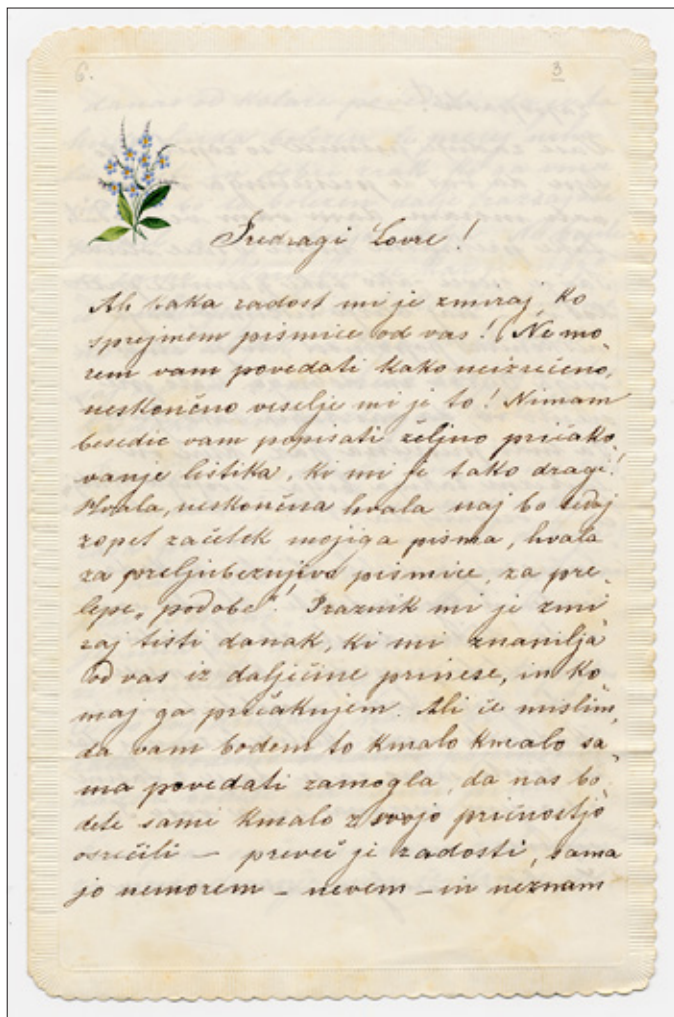 6. 3
Predragi Lovre!
Ah kaka radost mi je zmiraj, ko
sprejmem pismice od vas! Ne mo-
rem vam povedati kako neizrečeno,
neskončno veselje mi je to! Nimam
besedic vam popisati željno pričako-
vanje listika, ki mi je tako dragi!
Hvala, neskončna hvala naj bo sedaj
zopet začetek mojiga pisma, hvala
za preljubeznjivo pismice, za pre-
lepe „podobe“! Praznik mi je zmi
raj tisti danak, ki mi znanilja
od vas iz daljičine prinese, in ko
maj ga pričakujem. Ali če mislim,
da vam bodem to kmalo kmalo sa
ma povedati zamogla, da nas bo
dete sami kmalo z svojo pričnostjo
osrečili — preveč je radosti, sama
jo nemorem — nevem — in neznam